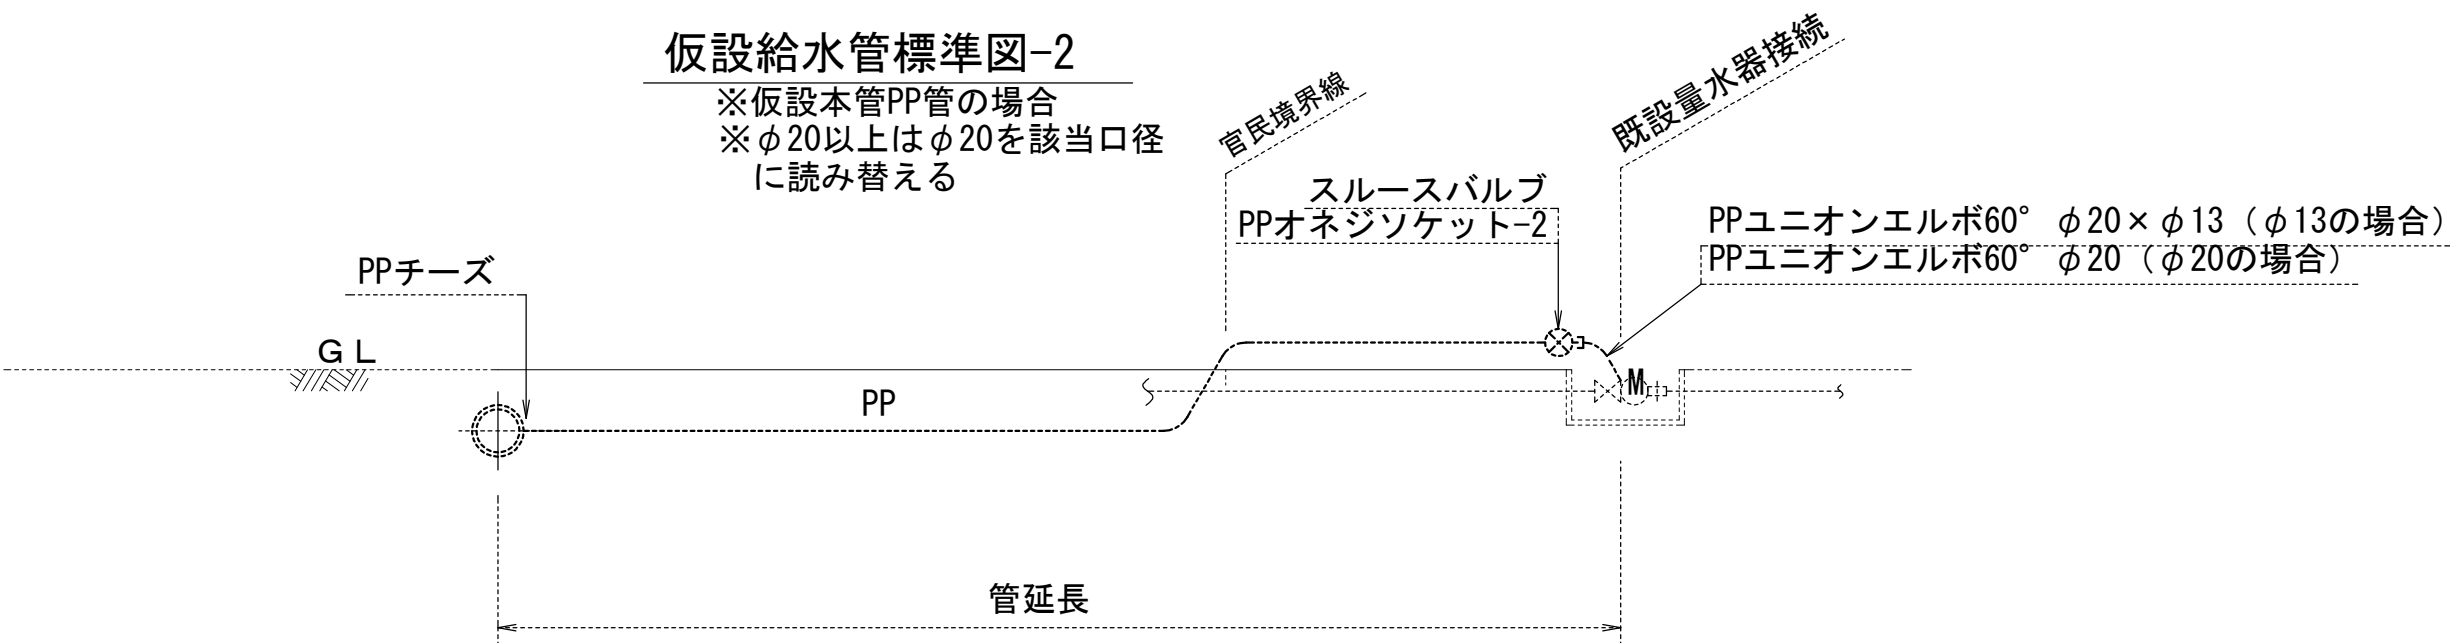 仮設給水管標準図-2
※仮設本管PP管の場合
※φ20以上はφ20を該当口径
に読み替える
官民境界線
既設量水器接続
スルースバルブ
PPオネジソケット-2
PPユニオンエルボ60° φ20×φ13（φ13の場合）
PPユニオンエルボ60° φ20（φ20の場合）
PPチーズ
GL
PP
M
管延長